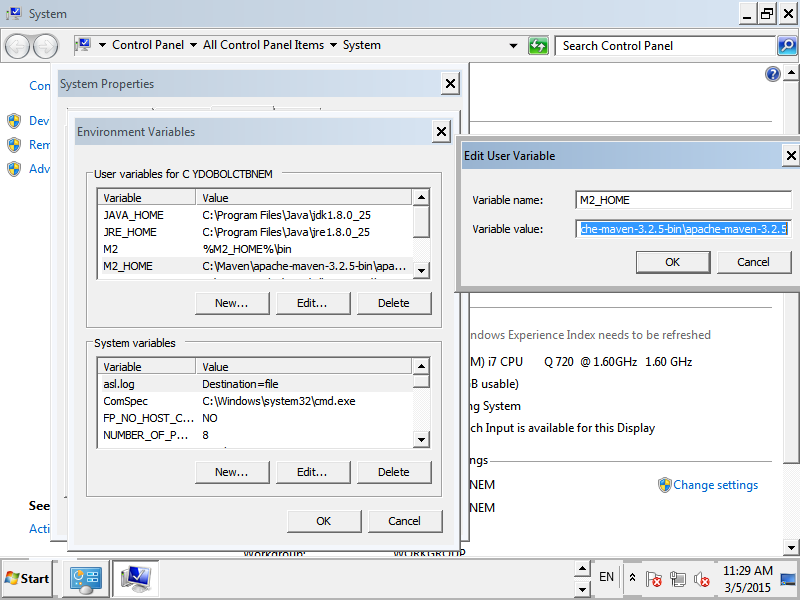 System
Control Panel ▾ All Control Panel Items ▾ System
Search Control Panel
System Properties
Environment Variables
User variables for C YDOBOLCTBNEM
Variable Value
JAVA_HOME C:\Program Files\Java\jdk1.8.0_25
JRE_HOME C:\Program Files\Java\jre1.8.0_25
M2 %M2_HOME%\bin
M2_HOME C:\Maven\apache-maven-3.2.5-bin\apa...
New... Edit... Delete
System variables
Variable Value
asl.log Destination=file
ComSpec C:\Windows\system32\cmd.exe
FP_NO_HOST_C... NO
NUMBER_OF_P... 8
New... Edit... Delete
OK Cancel
Edit User Variable
Variable name: M2_HOME
Variable value: che-maven-3.2.5-bin\apache-maven-3.2.5
OK Cancel
Con
Dev
Rem
Adv
See
Acti
ndows Experience Index needs to be refreshed
M) i7 CPU Q 720 @ 1.60GHz 1.60 GHz
B usable)
ng System
ch Input is available for this Display
ngs
NEM
Change settings
NEM
Workgroup: WORKGROUP
Start
EN
11:29 AM
3/5/2015